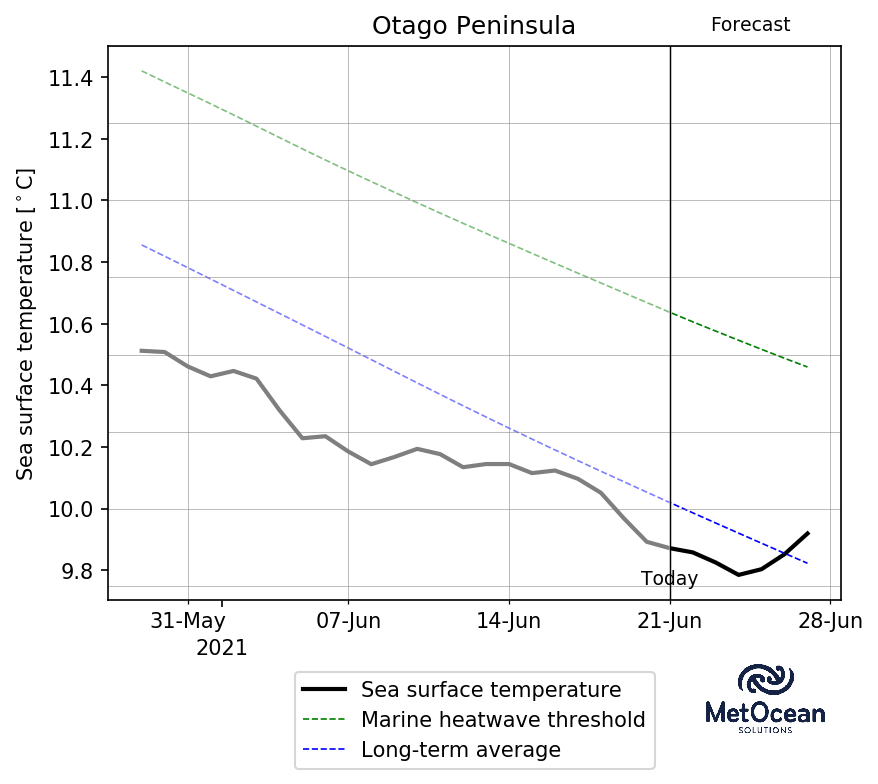 Otago Peninsula
Forecast
Sea surface temperature [°C]
11.4
11.2
11.0
10.8
10.6
10.4
10.2
10.0
9.8
Today
31-May
07-Jun
14-Jun
21-Jun
28-Jun
2021
Sea surface temperature
Marine heatwave threshold
Long-term average
MetOcean
SOLUTIONS